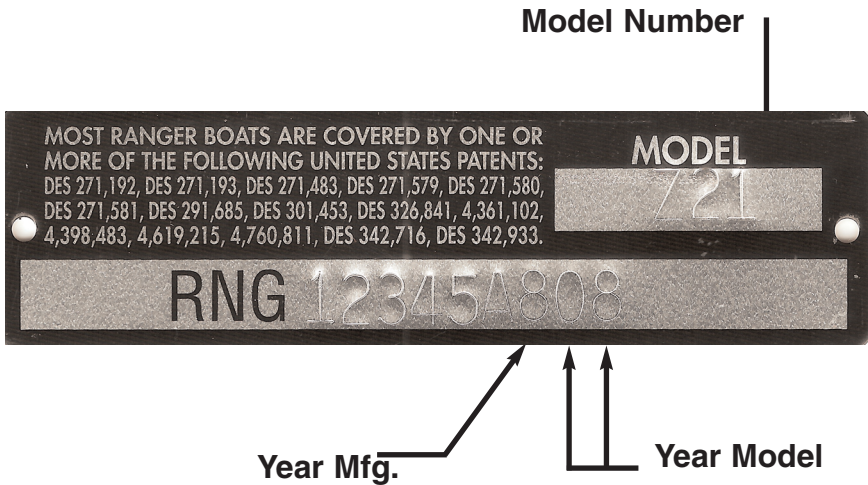 Model Number
MOST RANGER BOATS ARE COVERED BY ONE OR
MORE OF THE FOLLOWING UNITED STATES PATENTS:
DES 271,192, DES 271,193, DES 271,483, DES 271,579, DES 271,580,
DES 271,581, DES 291,685, DES 301,453, DES 326,841, 4,361,102,
4,398,483, 4,619,215, 4,760,811, DES 342,716, DES 342,933.
MODEL
Z21
RNG 12345A808
Year Mfg.
Year Model